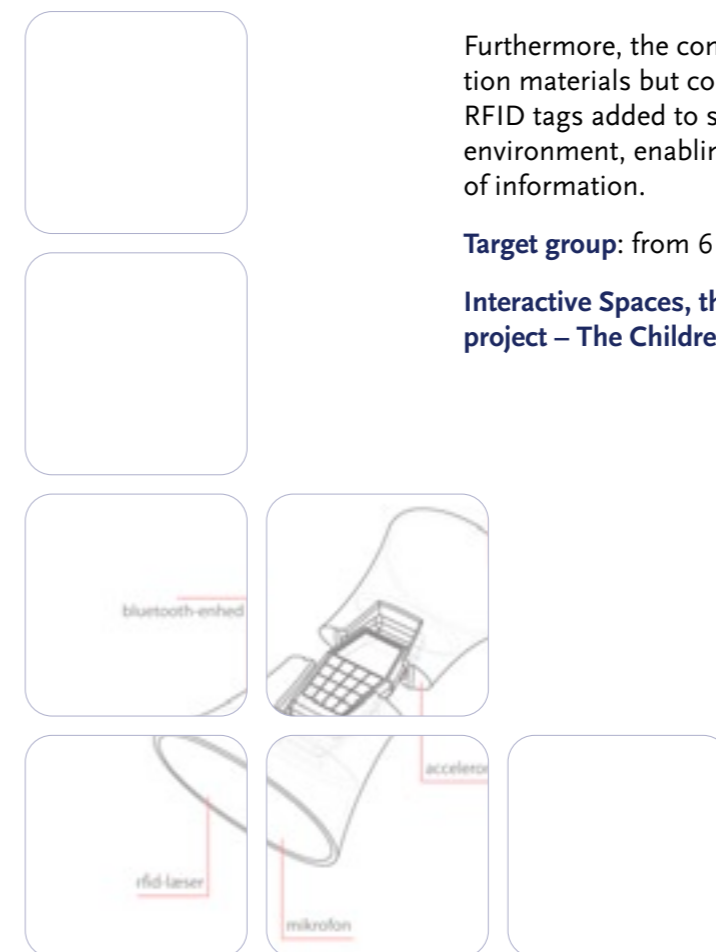 Furthermore, the con
tion materials but co
RFID tags added to s
environment, enablin
of information.
Target group: from 6
Interactive Spaces, th
project – The Childre
bluetooth-enhed
acceleror
rfid-læser
mikrofon